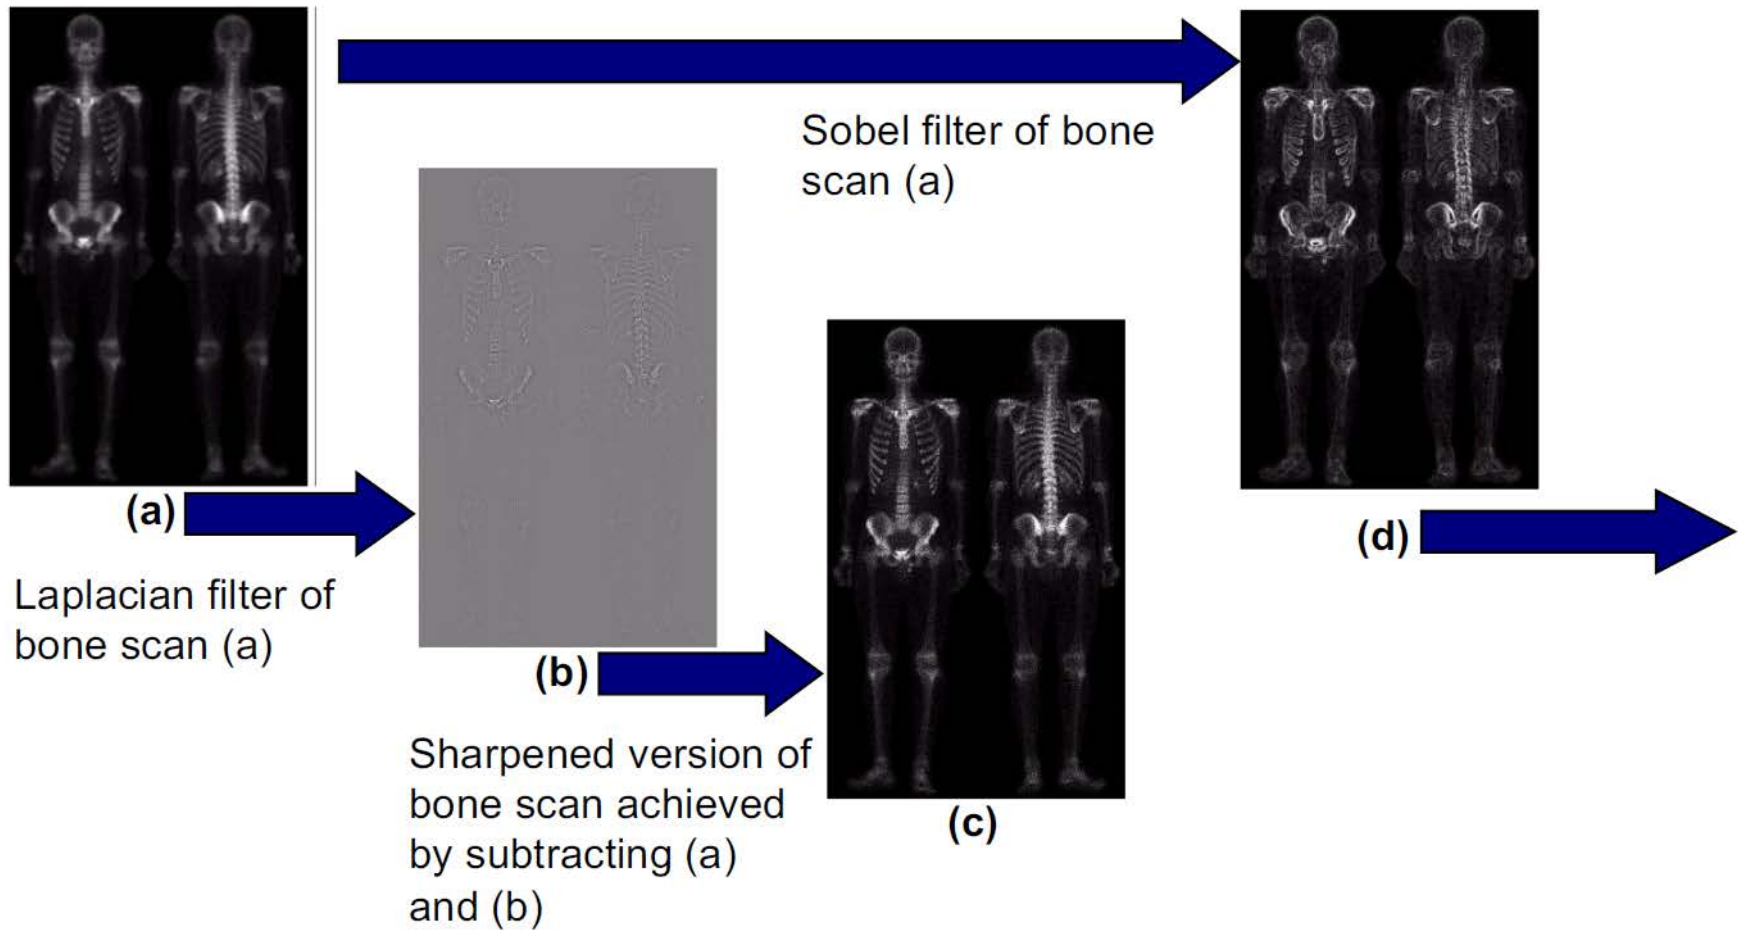 Sobel filter of bone
scan (a)
(a)
Laplacian filter of
bone scan (a)
(b)
Sharpened version of
bone scan achieved
by subtracting (a)
and (b)
(c)
(d)